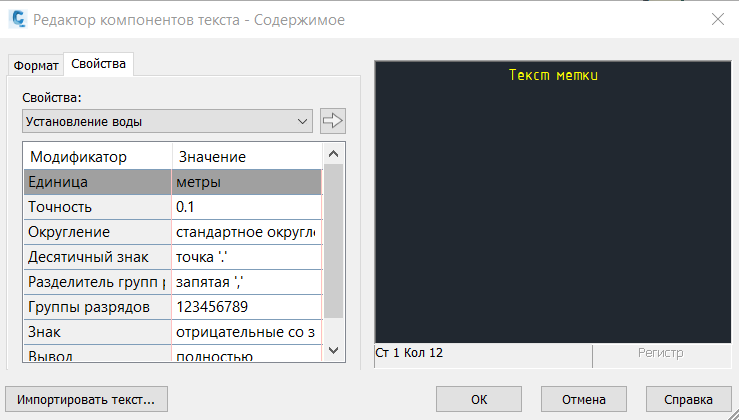 Редактор компонентов текста - Содержимое
Формат Свойства
Свойства:
Установление воды
Модификатор Значение
Единица метры
Точность 0.1
Округление стандартное округле
Десятичный знак точка '.'
Разделитель групп р запятая ','
Группы разрядов 123456789
Знак отрицательные со з
Вывод полностью
Текст метки
Ст 1 Кол 12 Регистр
Импортировать текст... ОК Отмена Справка